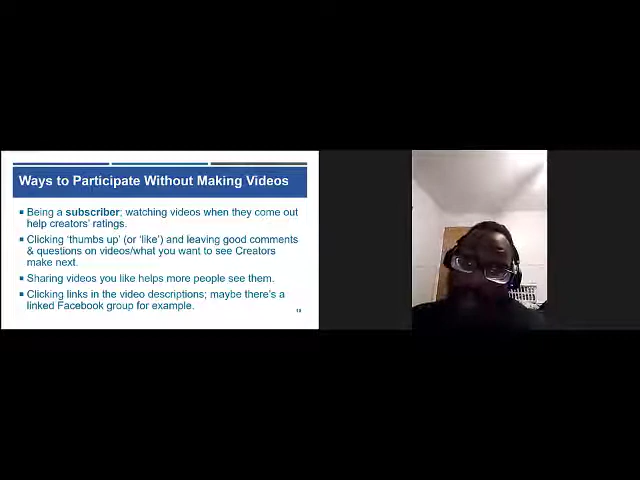 Ways to Participate Without Making Videos
Being a subscriber; watching videos when they come out
help creators' ratings.
Clicking 'thumbs up' (or 'like') and leaving good comments
& questions on videos/what you want to see Creators
make next.
Sharing videos you like helps more people see them.
Clicking links in the video descriptions; maybe there's a
linked Facebook group for example.